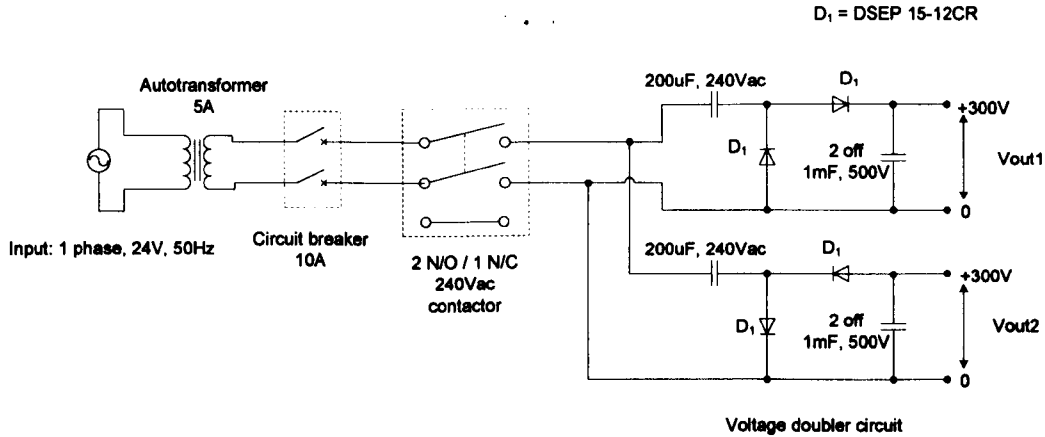 D₁ = DSEP 15-12CR
Autotransformer
5A
Input: 1 phase, 24V, 50Hz
Circuit breaker
10A
2 N/O / 1 N/C
240Vac
contactor
200uF, 240Vac
D₁
D₁
2 off
1mF, 500V
+300V
Vout1
0
200uF, 240Vac
D₁
D₁
2 off
1mF, 500V
+300V
Vout2
0
Voltage doubler circuit